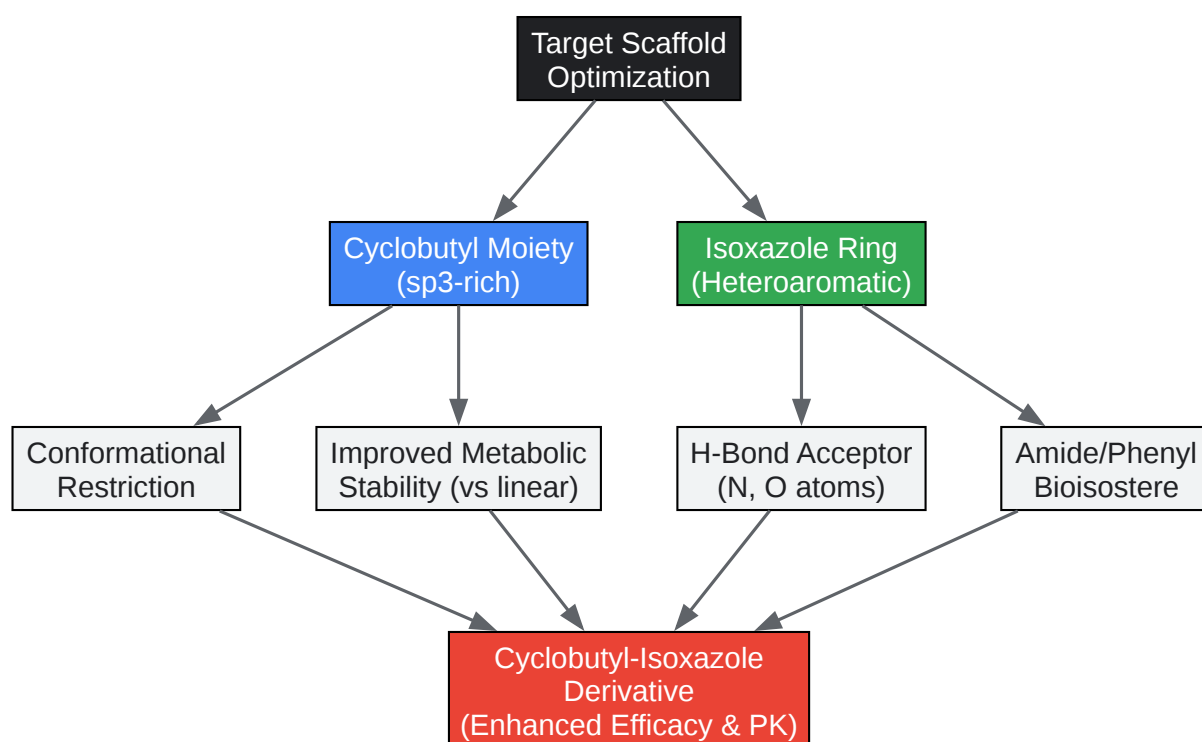 Target Scaffold
Optimization
Cyclobutyl Moiety
(sp3-rich)
Isoxazole Ring
(Heteroaromatic)
Conformational
Restriction
Improved Metabolic
Stability (vs linear)
H-Bond Acceptor
(N, O atoms)
Amide/Phenyl
Bioisostere
Cyclobutyl-Isoxazole
Derivative
(Enhanced Efficacy & PK)